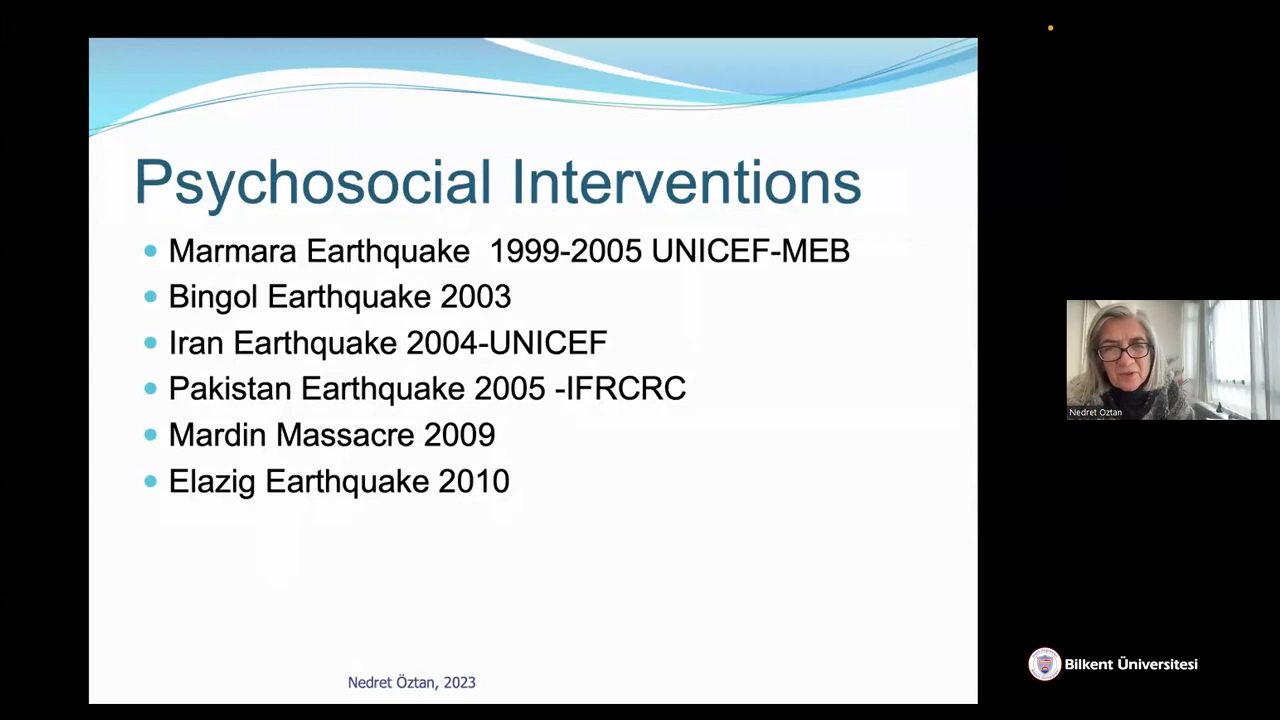 Psychosocial Interventions
Marmara Earthquake 1999-2005 UNICEF-MEB
Bingol Earthquake 2003
Iran Earthquake 2004-UNICEF
Pakistan Earthquake 2005 -IFRCRC
Mardin Massacre 2009
Elazig Earthquake 2010
Nedret Öztan, 2023
Nedret Oztan
Bilkent Üniversitesi